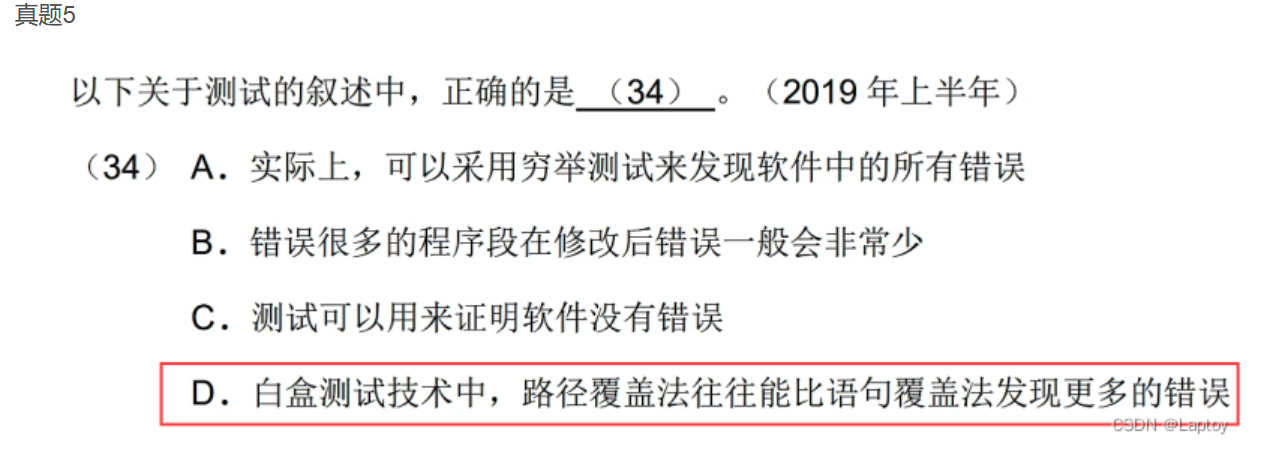 真题5
以下关于测试的叙述中，正确的是 （34） 。（2019 年上半年）
（34） A．实际上，可以采用穷举测试来发现软件中的所有错误
B．错误很多的程序段在修改后错误一般会非常少
C．测试可以用来证明软件没有错误
D．白盒测试技术中，路径覆盖法往往能比语句覆盖法发现更多的错误
CSDN @Laptoy